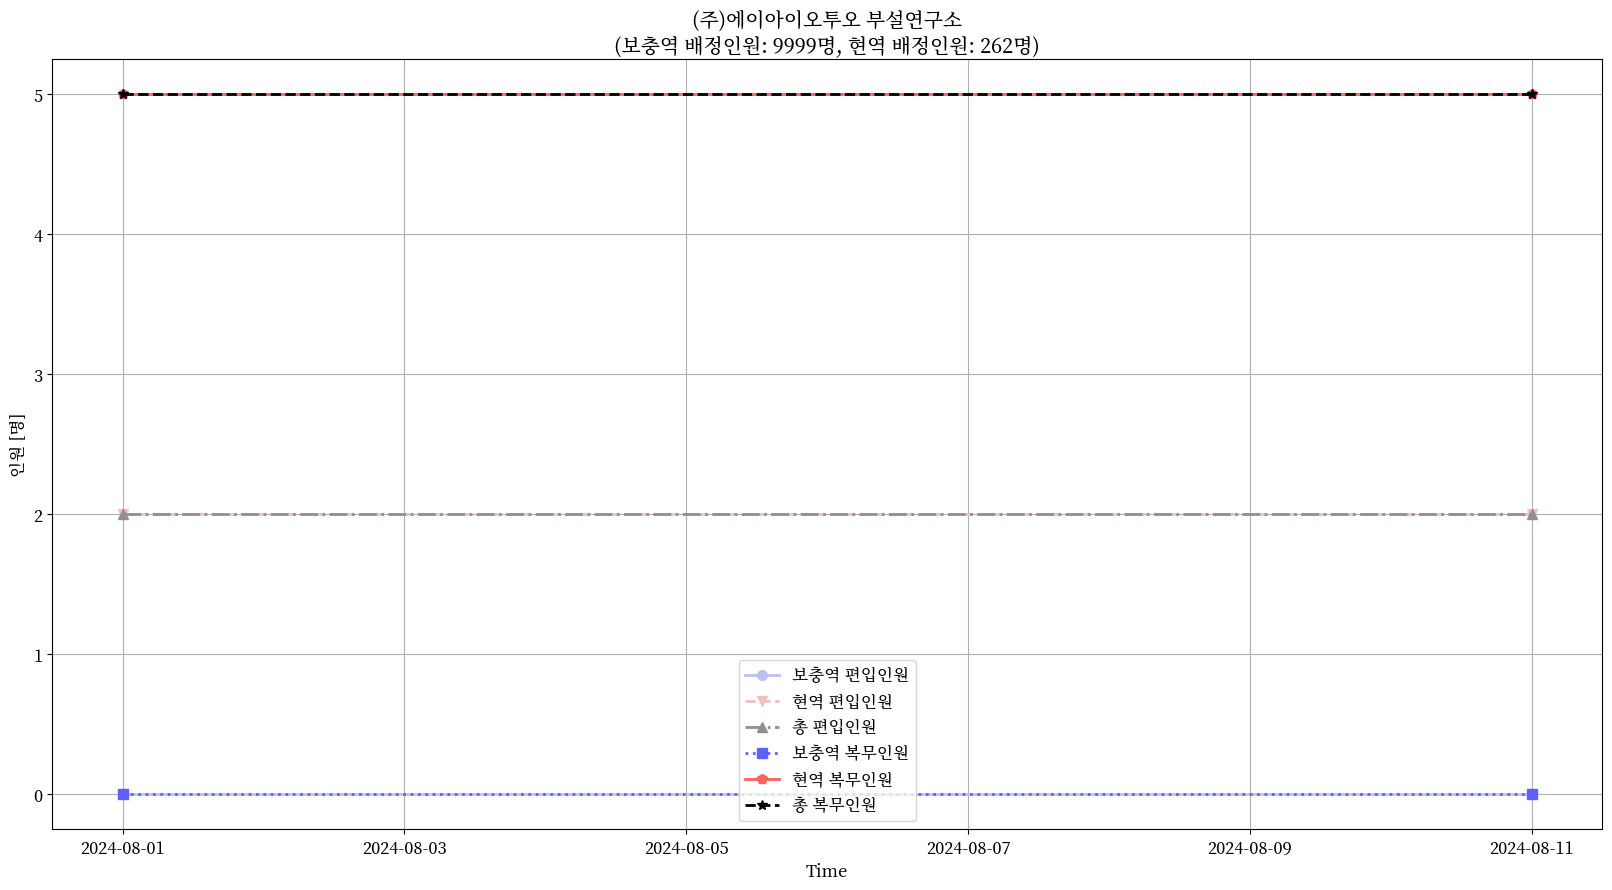 (주)에이아이오투오 부설연구소
(보충역 배정인원: 9999명, 현역 배정인원: 262명)
5
4
3
2
1
0
인원 [명]
보충역 편입인원
현역 편입인원
총 편입인원
보충역 복무인원
현역 복무인원
총 복무인원
2024-08-01 2024-08-03 2024-08-05 2024-08-07 2024-08-09 2024-08-11
Time